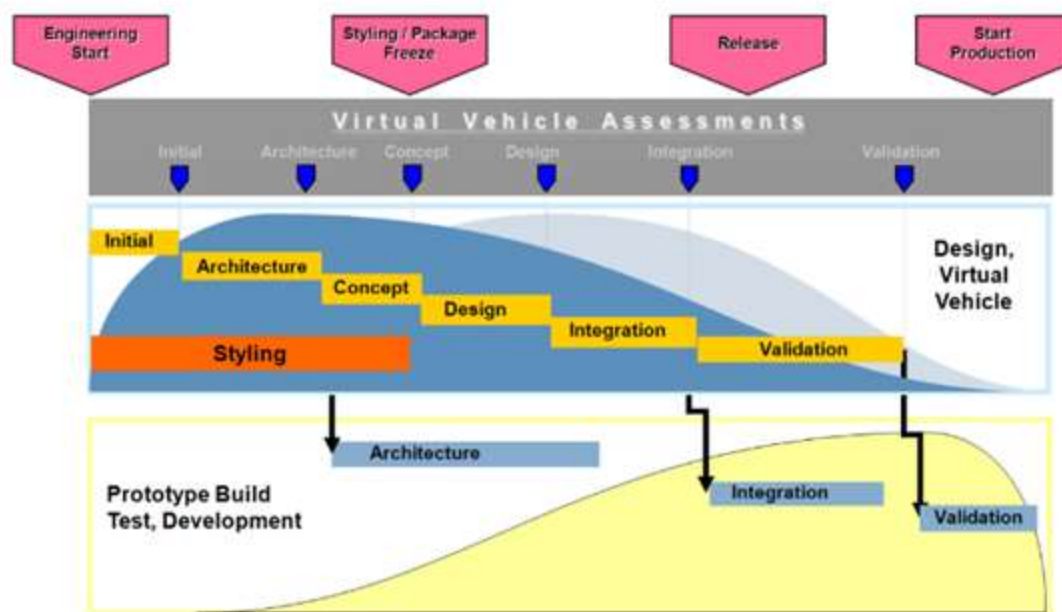 Engineering
Start
Styling / Package
Freeze
Release
Start
Production
Virtual Vehicle Assessments
Initial
Architecture
Concept
Design
Integration
Validation
Initial
Architecture
Concept
Design
Integration
Validation
Styling
Design,
Virtual
Vehicle
Architecture
Integration
Validation
Prototype Build
Test, Development